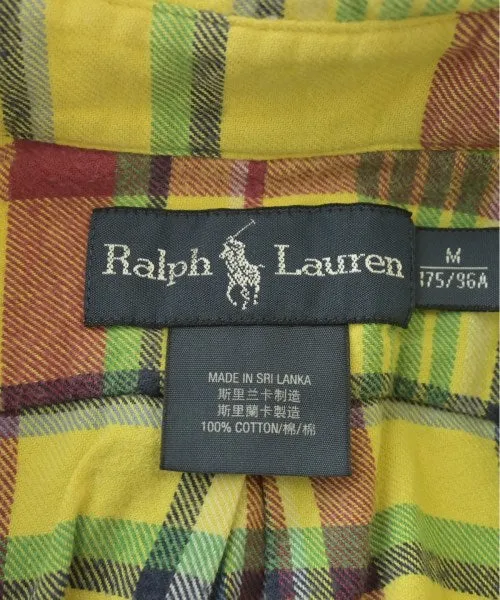 Ralph Lauren
M
175/96A
MADE IN SRI LANKA
斯里兰卡制造
斯里蘭卡製造
100% COTTON/棉/棉